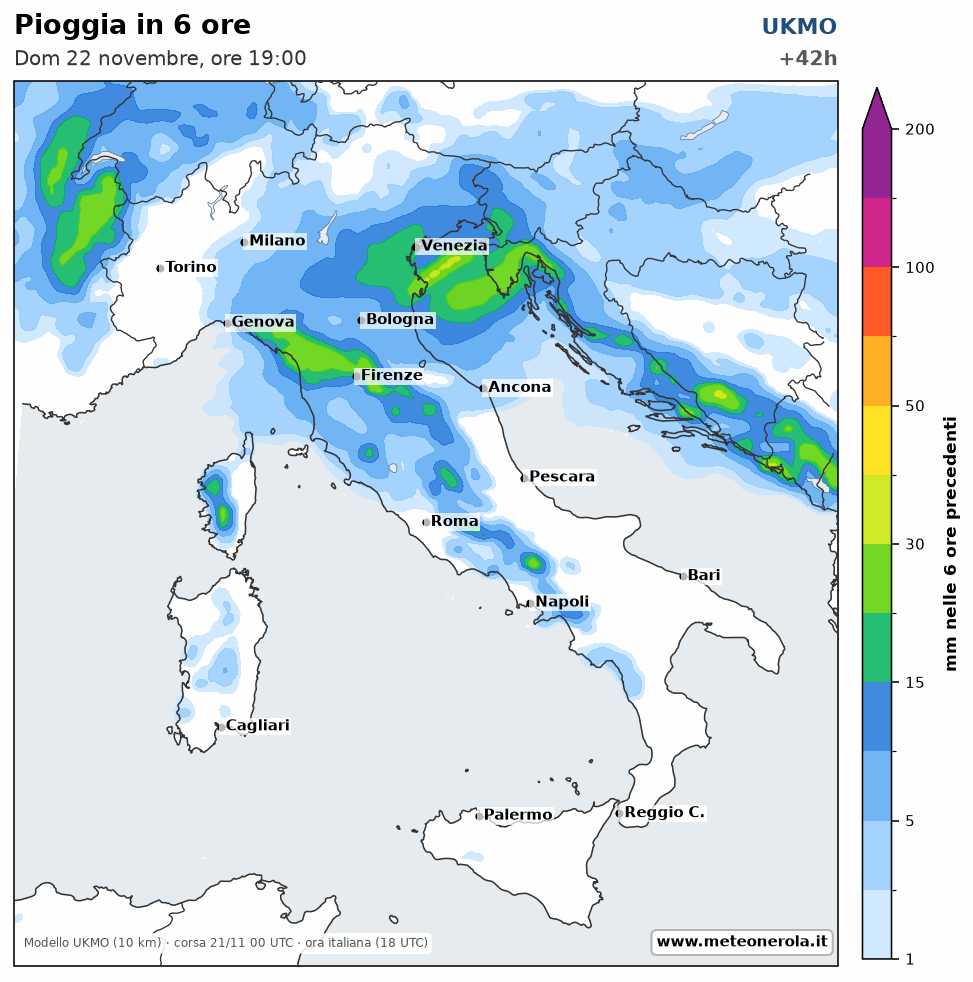 Pioggia in 6 ore
UKMO
Dom 22 novembre, ore 19:00
+42h
200
100
50
30
15
5
1
mm nelle 6 ore precedenti
Milano
Venezia
Torino
Genova
Bologna
Firenze
Ancona
Pescara
Roma
Bari
Napoli
Cagliari
Palermo
Reggio C.
Modello UKMO (10 km) · corsa 21/11 00 UTC · ora italiana (18 UTC)
www.meteonerola.it